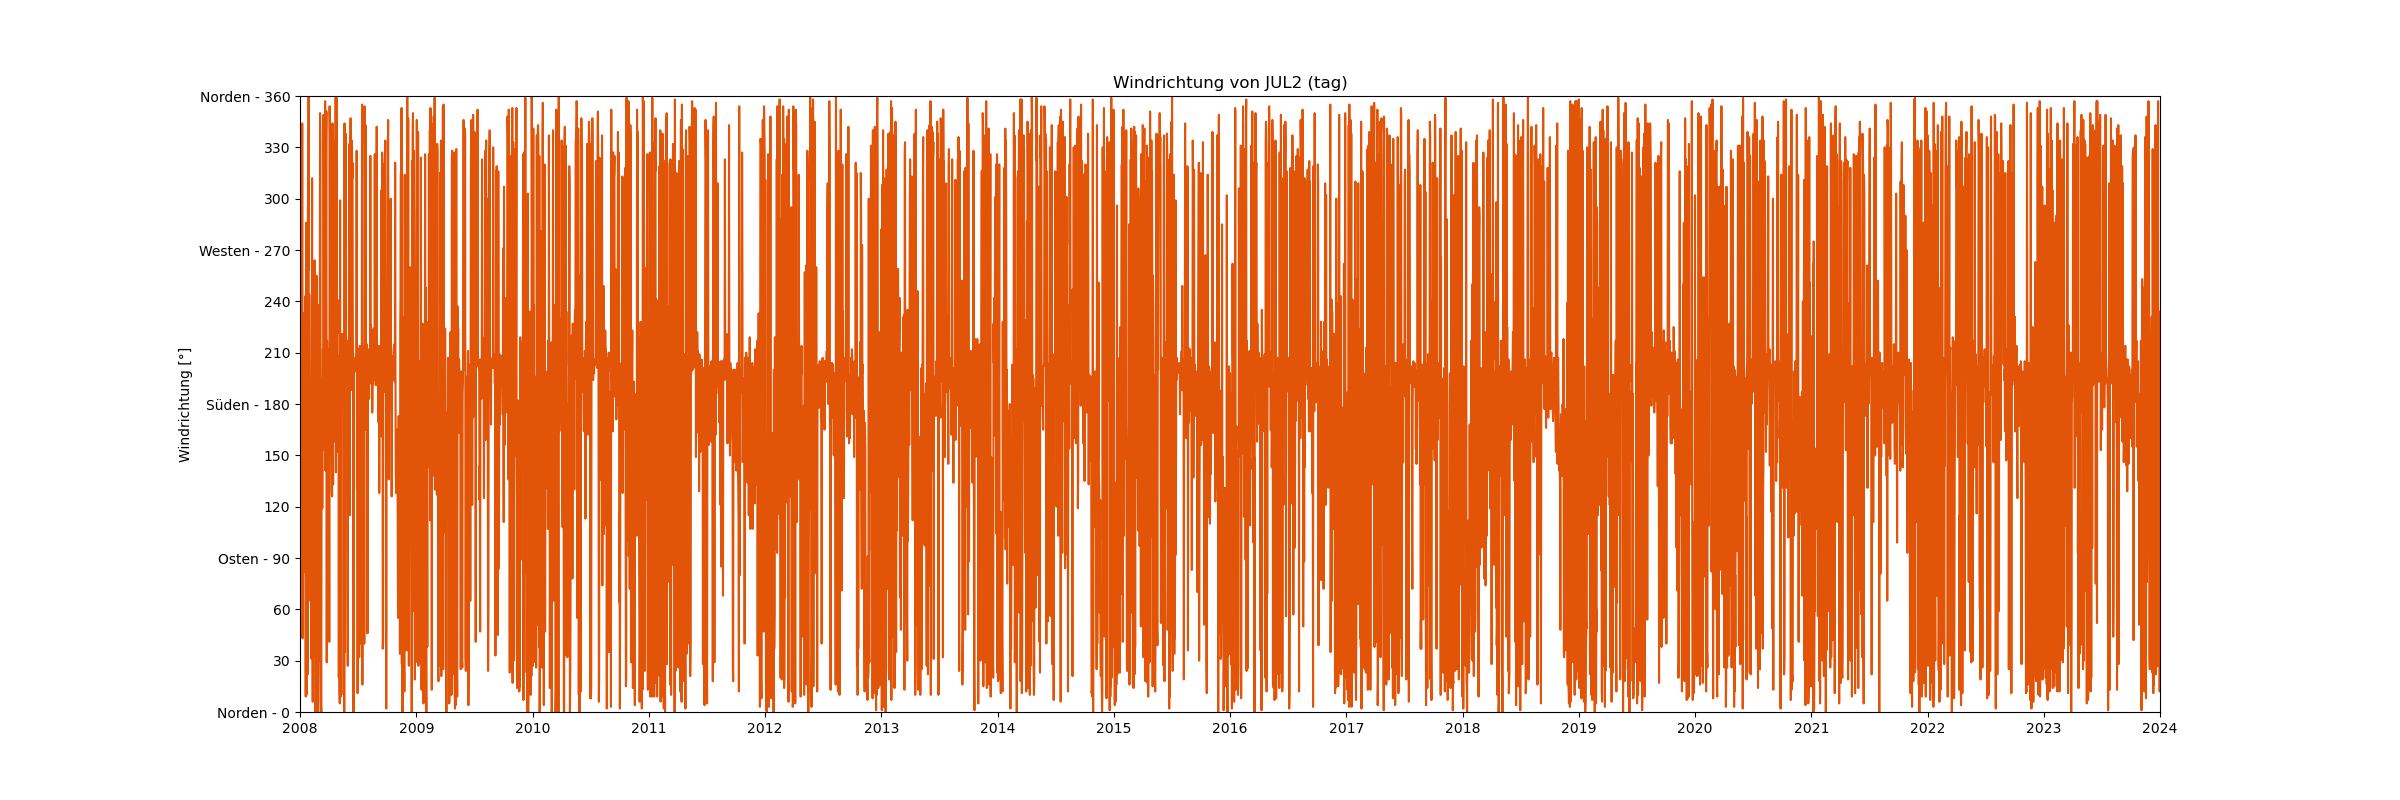 Windrichtung von JUL2 (tag)
Norden - 360
330
300
Westen - 270
240
210
Süden - 180
150
120
Osten - 90
60
30
Norden - 0
Windrichtung [°]
2008 2009 2010 2011 2012 2013 2014 2015 2016 2017 2018 2019 2020 2021 2022 2023 2024